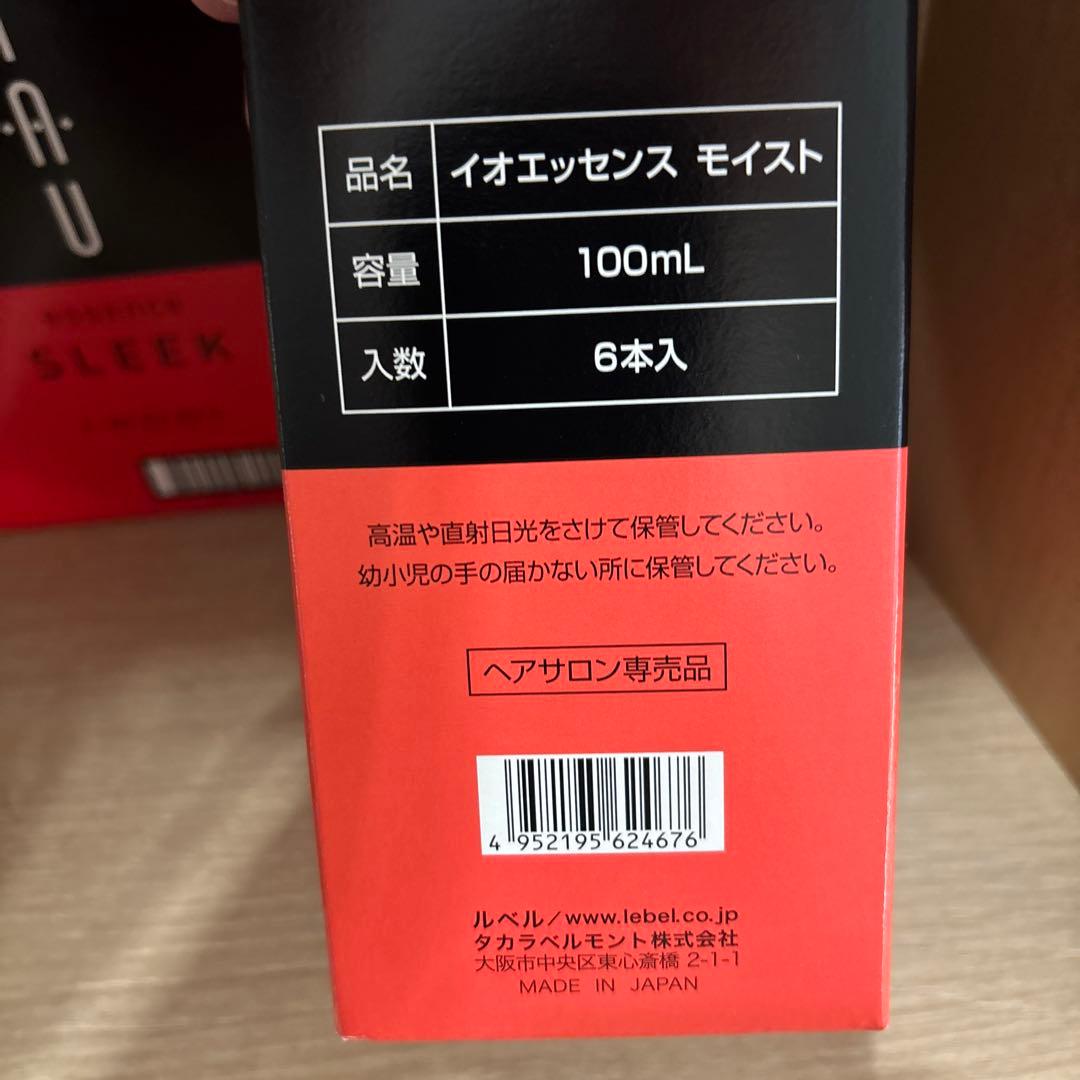 A
U
essence
SLEEK
品名 イオエッセンス モイスト
容量 100mL
入数 6本入
高温や直射日光をさけて保管してください。
幼小児の手の届かない所に保管してください。
ヘアサロン専売品
4 952195 624676
ルベル/www.lebel.co.jp
タカラベルモント株式会社
大阪市中央区東心斎橋 2-1-1
MADE IN JAPAN